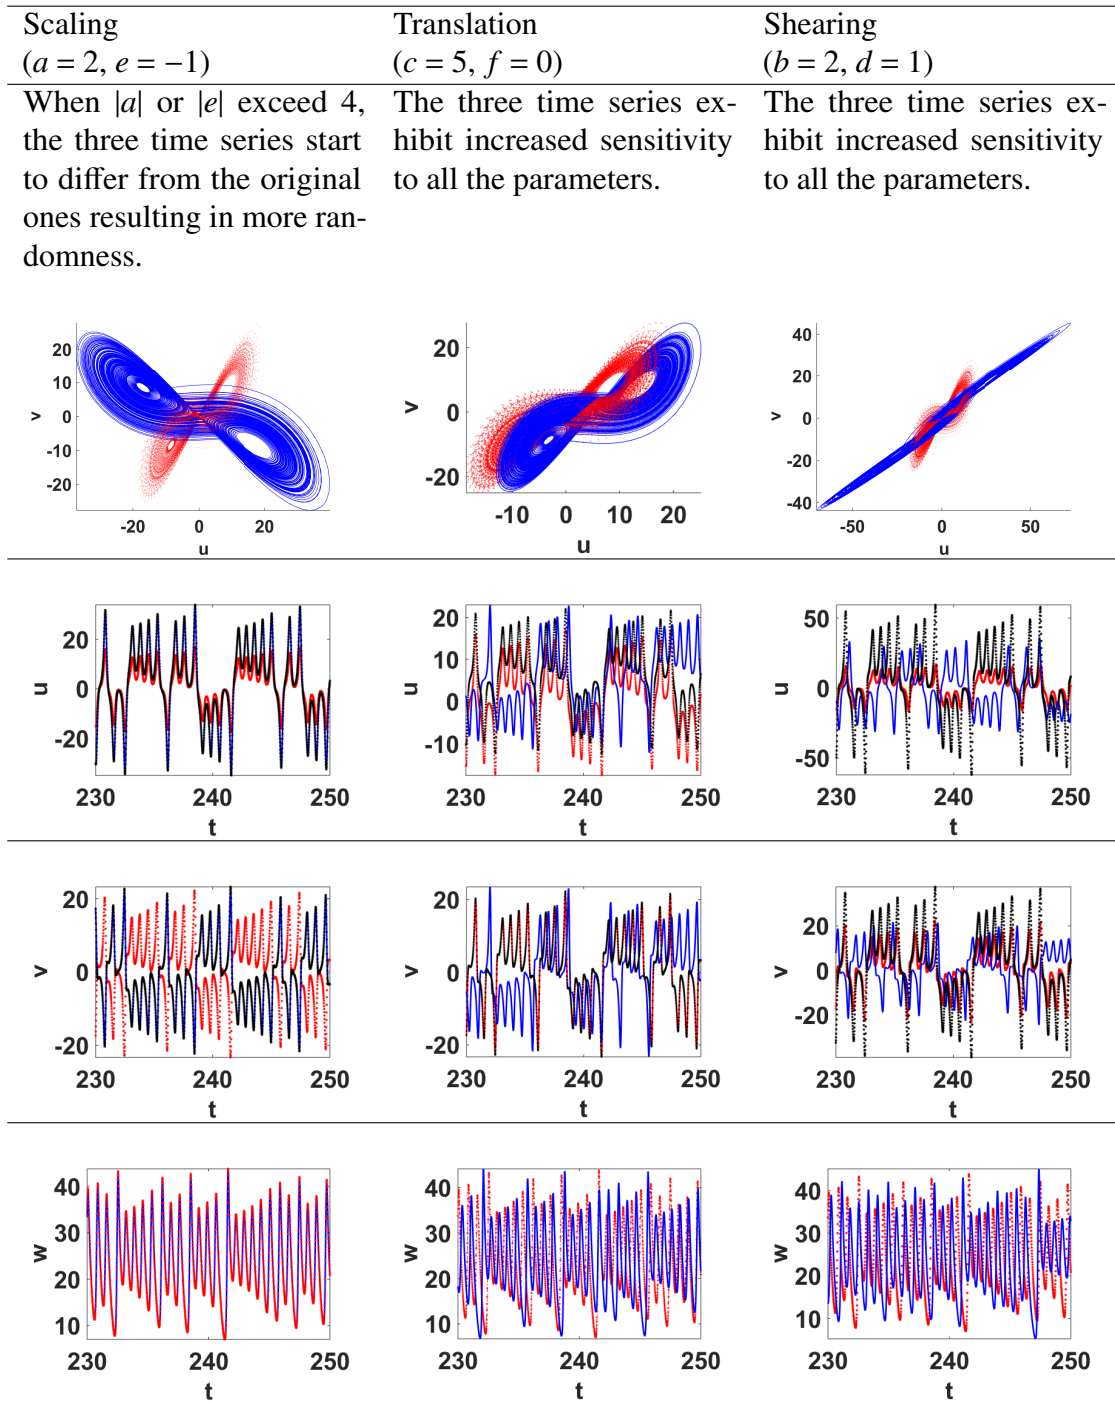 Scaling
(a = 2, e = −1)
Translation
(c = 5, f = 0)
Shearing
(b = 2, d = 1)
When |a| or |e| exceed 4,
the three time series start
to differ from the original
ones resulting in more ran-
domness.
The three time series ex-
hibit increased sensitivity
to all the parameters.
The three time series ex-
hibit increased sensitivity
to all the parameters.
20
10
0
-10
-20
v
-20 0 20
u
20
0
-20
v
-10 0 10 20
u
40
20
0
-20
-40
v
-50 0 50
u
20
0
-20
u
230 240 250
t
20
10
0
-10
u
230 240 250
t
50
0
-50
u
230 240 250
t
20
0
-20
v
230 240 250
t
20
0
-20
v
230 240 250
t
20
0
-20
v
230 240 250
t
40
30
20
10
w
230 240 250
t
40
30
20
10
w
230 240 250
t
40
30
20
10
w
230 240 250
t